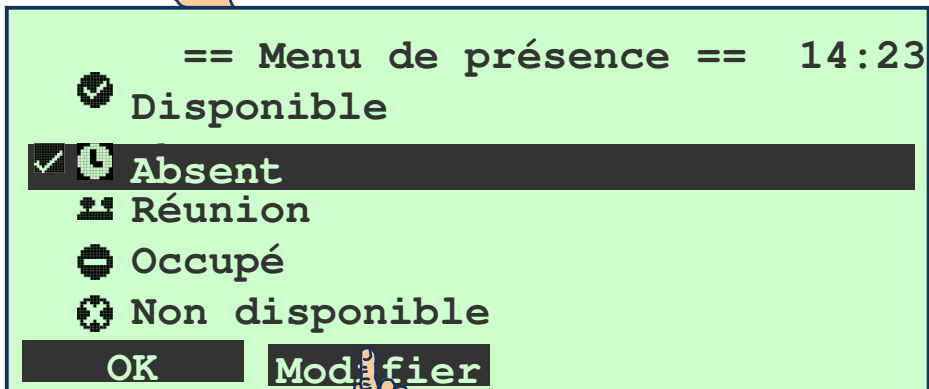 == Menu de présence == 14:23
Disponible
Absent
Réunion
Occupé
Non disponible
OK Modifier